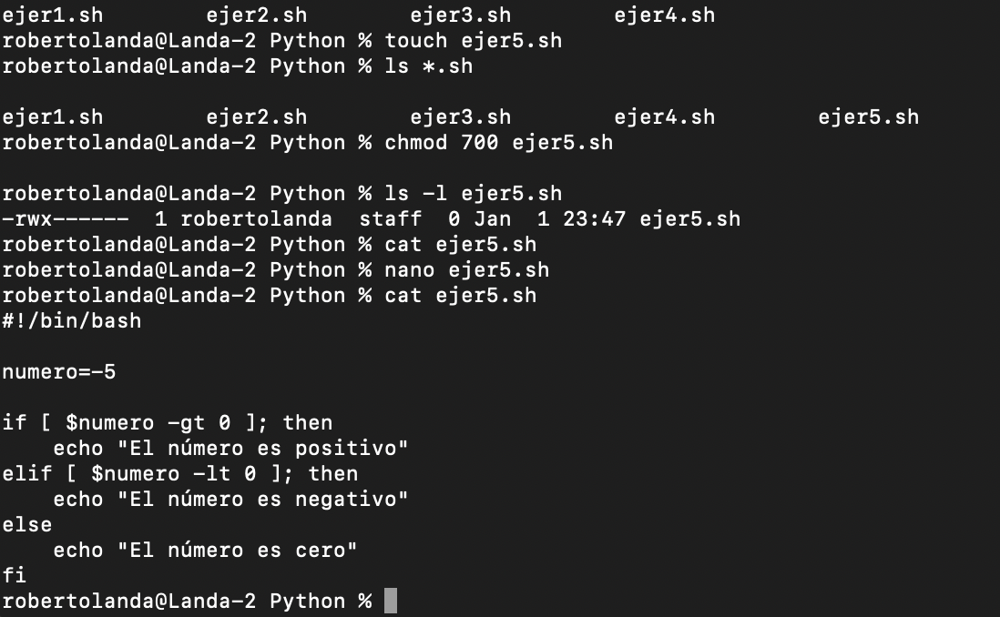 ejer1.sh        ejer2.sh        ejer3.sh        ejer4.sh
robertolanda@Landa-2 Python % touch ejer5.sh
robertolanda@Landa-2 Python % ls *.sh
ejer1.sh        ejer2.sh        ejer3.sh        ejer4.sh        ejer5.sh
robertolanda@Landa-2 Python % chmod 700 ejer5.sh
robertolanda@Landa-2 Python % ls -l ejer5.sh
-rwx------  1 robertolanda  staff  0 Jan  1 23:47 ejer5.sh
robertolanda@Landa-2 Python % cat ejer5.sh
robertolanda@Landa-2 Python % nano ejer5.sh
robertolanda@Landa-2 Python % cat ejer5.sh
#!/bin/bash
numero=-5
if [ $numero -gt 0 ]; then
    echo "El número es positivo"
elif [ $numero -lt 0 ]; then
    echo "El número es negativo"
else
    echo "El número es cero"
fi
robertolanda@Landa-2 Python %